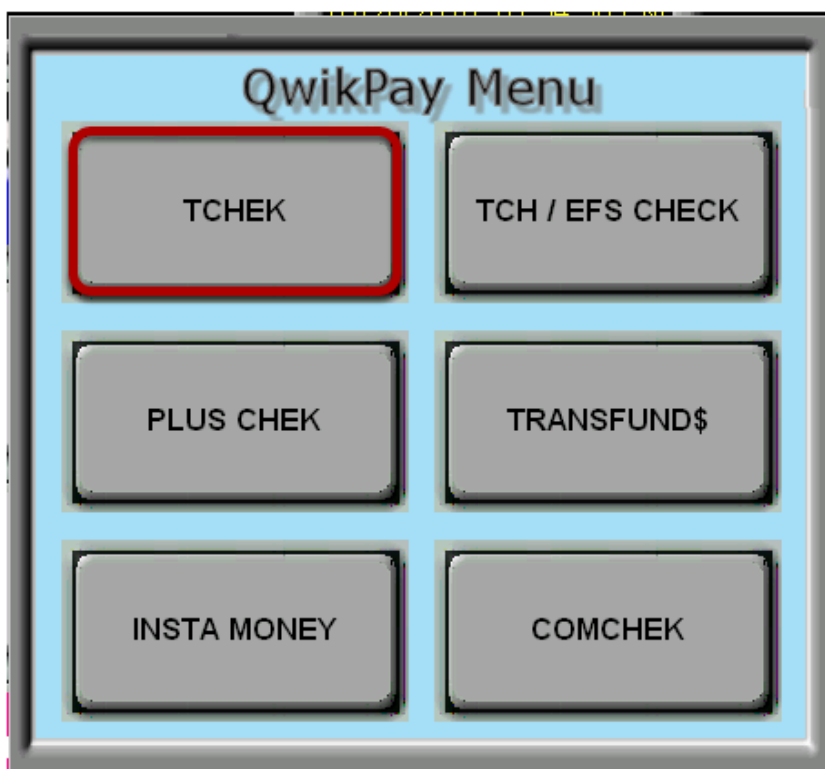 QwikPay Menu
TCHEK
TCH / EFS CHECK
PLUS CHEK
TRANSFUND$
INSTA MONEY
COMCHEK